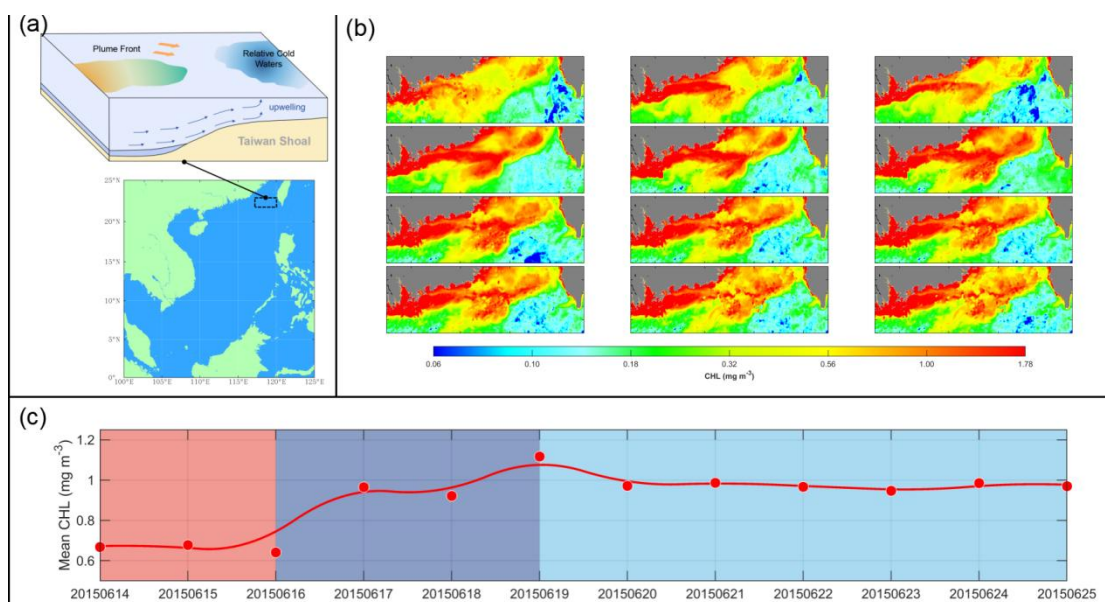 (a)
Plume Front
Relative Cold
Waters
upwelling
Taiwan Shoal
25°N
20°N
15°N
10°N
5°N
0°
100°E
105°E
110°E
115°E
120°E
125°E
(b)
0.06
0.10
0.18
0.32
0.56
1.00
1.78
CHL (mg m⁻³)
(c)
Mean CHL (mg m⁻³)
1.2
1
0.8
0.6
20150614
20150615
20150616
20150617
20150618
20150619
20150620
20150621
20150622
20150623
20150624
20150625